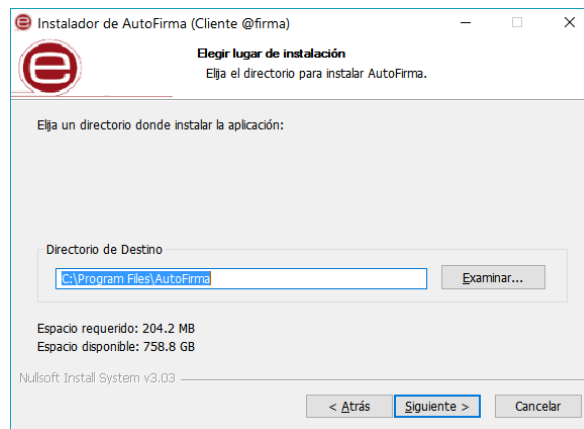 Instalador de AutoFirma (Cliente @firma)
Elegir lugar de instalación
Elija el directorio para instalar AutoFirma.
Elija un directorio donde instalar la aplicación:
Directorio de Destino
C:\Program Files\AutoFirma
Examinar...
Espacio requerido: 204.2 MB
Espacio disponible: 758.8 GB
Nullsoft Install System v3.03
< Atrás Siguiente > Cancelar